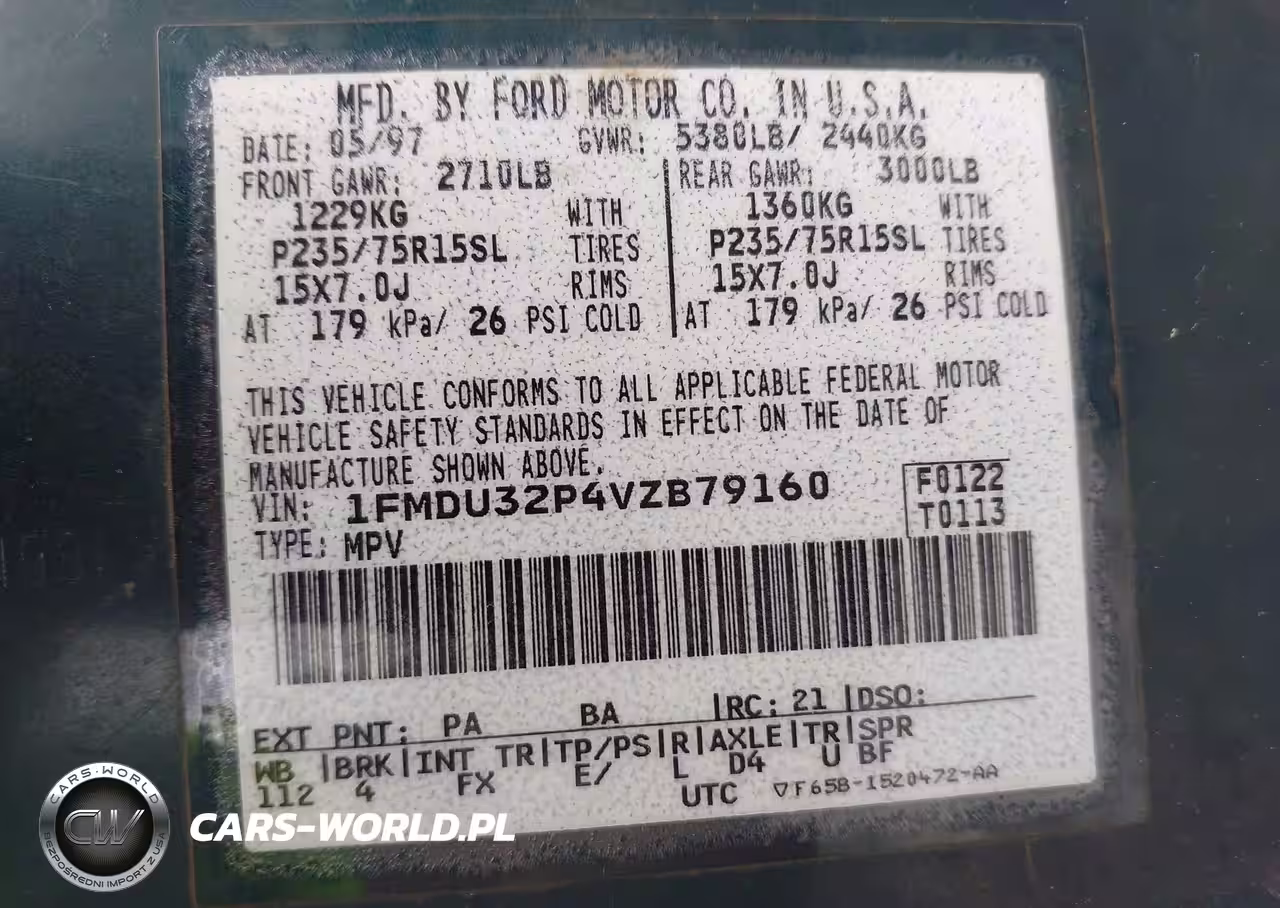 MFD. BY FORD MOTOR CO. IN U.S.A.
DATE: 05/97 GVWR: 5380LB/ 2440KG
FRONT GAWR: 2710LB REAR GAWR: 3000LB
1229KG WITH 1360KG WITH
P235/75R15SL TIRES P235/75R15SL TIRES
15X7.0J RIMS 15X7.0J RIMS
AT 179 kPa/ 26 PSI COLD AT 179 kPa/ 26 PSI COLD
THIS VEHICLE CONFORMS TO ALL APPLICABLE FEDERAL MOTOR
VEHICLE SAFETY STANDARDS IN EFFECT ON THE DATE OF
MANUFACTURE SHOWN ABOVE.
VIN: 1FMDU32P4VZB79160 F0122
TYPE: MPV T0113
EXT PNT: PA BA RC: 21 DSO:
WB BRK INT TR TP/PS R AXLE TR SPR
112 4 FX E/ L D4 U BF
UTC ▽F65B-1520472-AA
CARS-WORLD
CW
BEZPOŚREDNI IMPORT Z USA
CARS-WORLD.PL